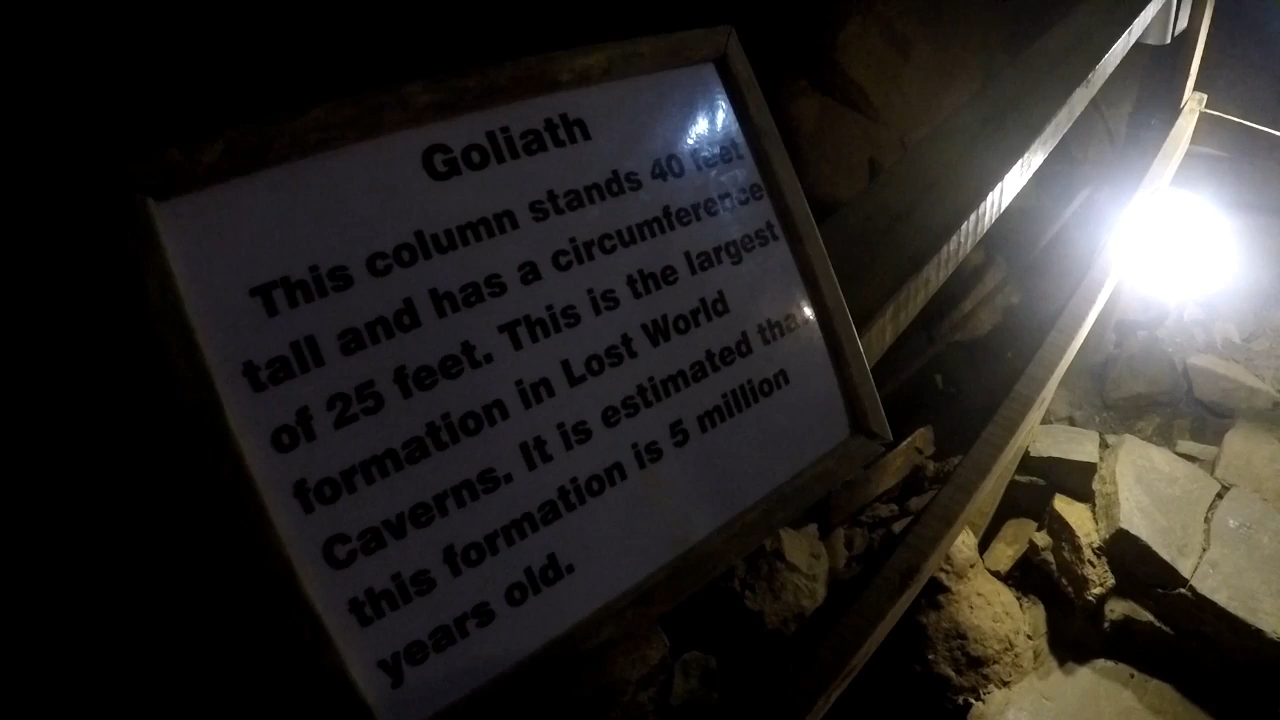 Goliath
This column stands 40 feet
tall and has a circumference
of 25 feet. This is the largest
formation in Lost World
Caverns. It is estimated that
this formation is 5 million
years old.